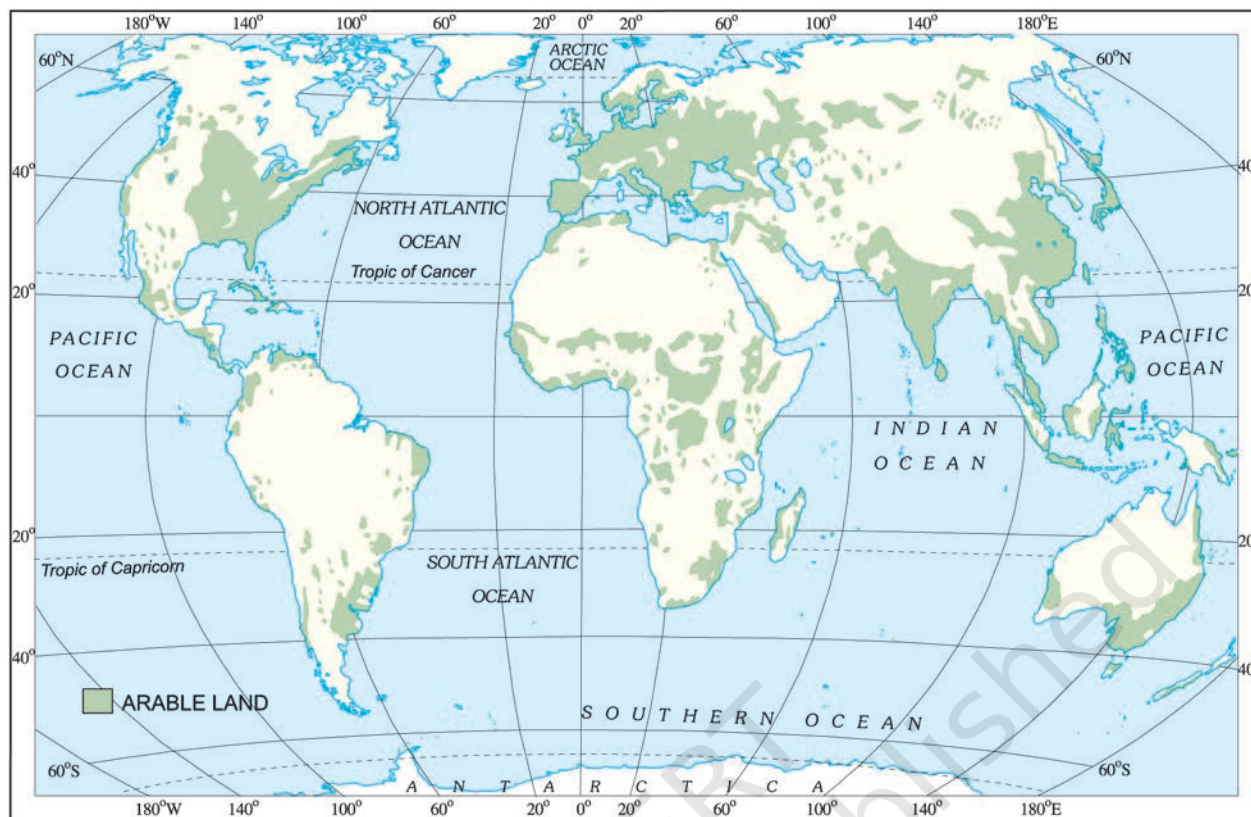 180°W 140° 100° 60° 20° 0° 20° 60° 100° 140° 180°E
60°N
ARCTIC
OCEAN
60°N
40°
40
NORTH ATLANTIC
OCEAN
Tropic of Cancer
20°
20
PACIFIC
OCEAN
PACIFIC
OCEAN
INDIAN
OCEAN
20°
20
Tropic of Capricorn
SOUTH ATLANTIC
OCEAN
40°
40
ARABLE LAND
SOUTHERN OCEAN
60°S
60°S
ANTARCTICA
180°W 140° 100° 60° 20° 0° 20° 60° 100° 140° 180°E